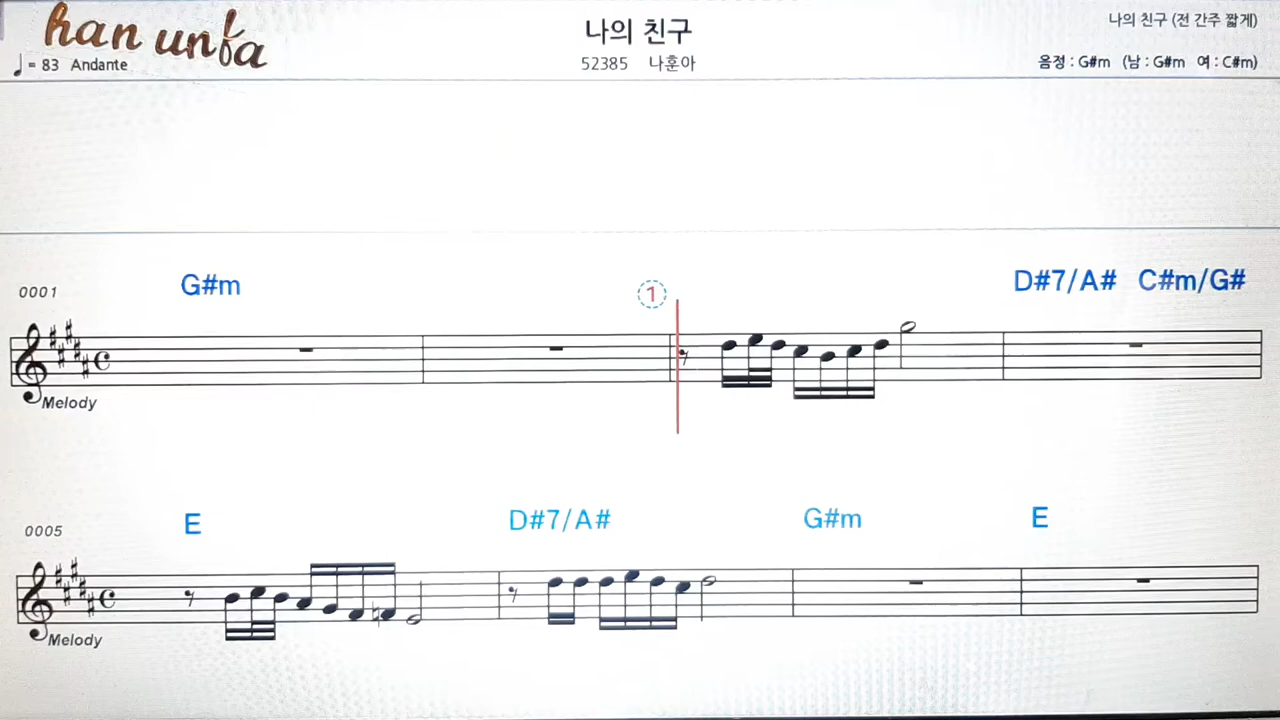 han unfa
나의 친구
나의 친구 (전 간주 짧게)
♩= 83 Andante
52385 나훈아
음정 : G#m (남 : G#m 여 : C#m)
0001 G#m ① D#7/A# C#m/G#
Melody
0005 E D#7/A# G#m E
Melody